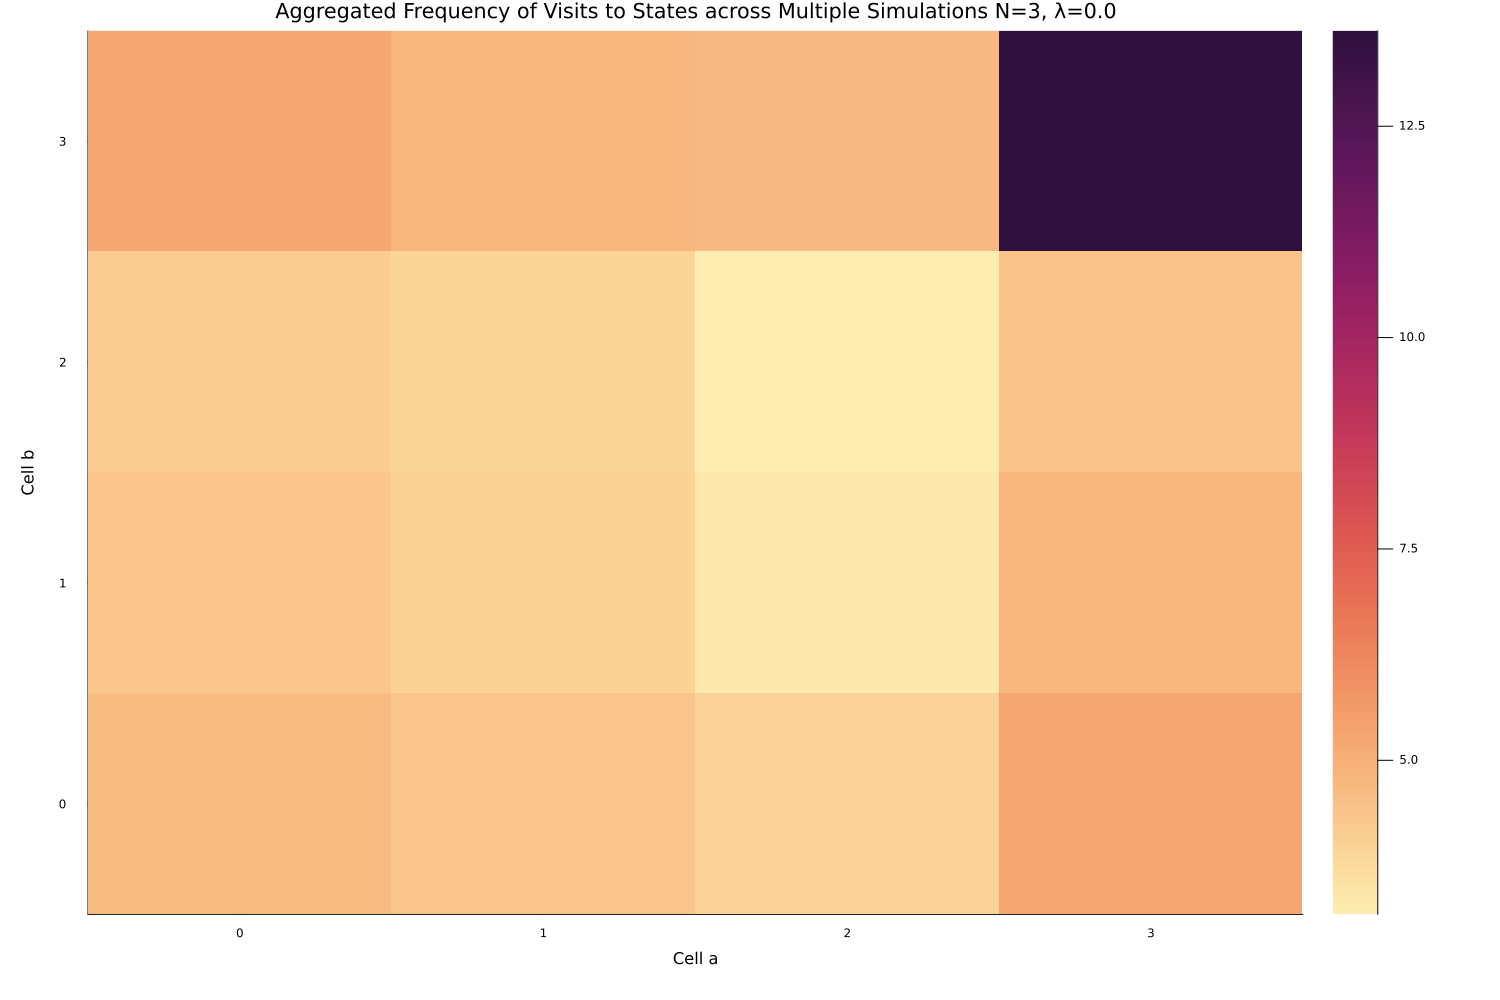 Aggregated Frequency of Visits to States across Multiple Simulations N=3, λ=0.0
Cell b
3
2
1
0
0 1 2 3
Cell a
12.5
10.0
7.5
5.0